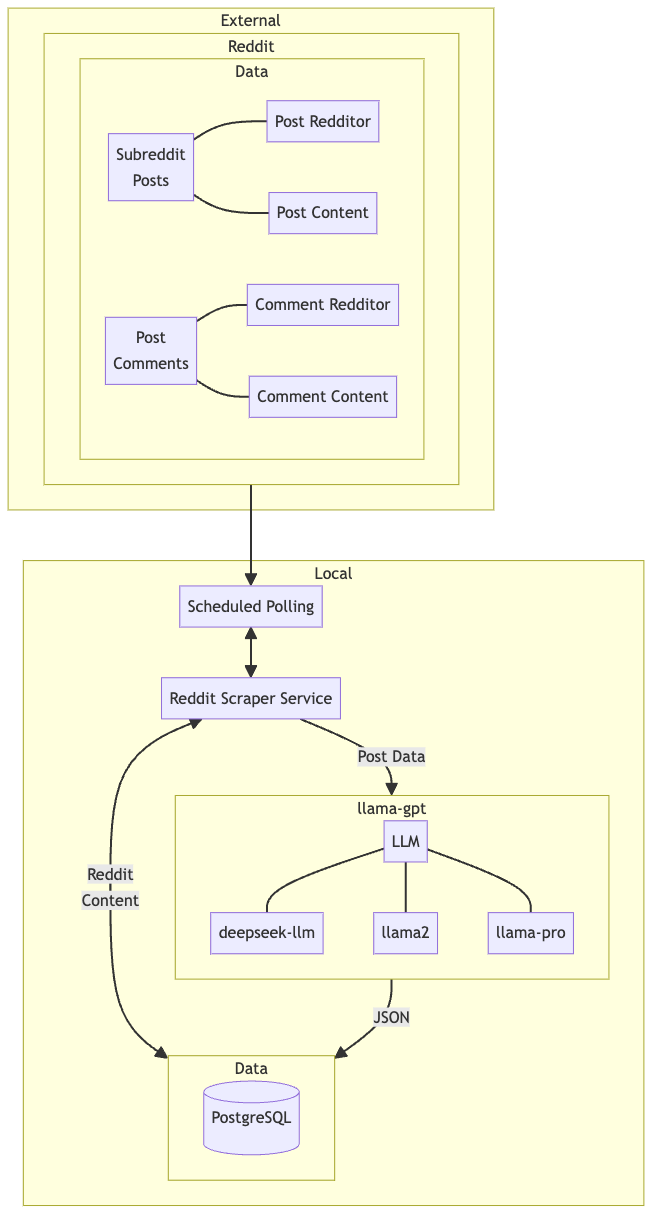 External
Reddit
Data
Post Redditor
Subreddit
Posts
Post Content
Comment Redditor
Post
Comments
Comment Content
Local
Scheduled Polling
Reddit Scraper Service
Post Data
llama-gpt
LLM
Reddit
Content
deepseek-llm
llama2
llama-pro
JSON
Data
PostgreSQL